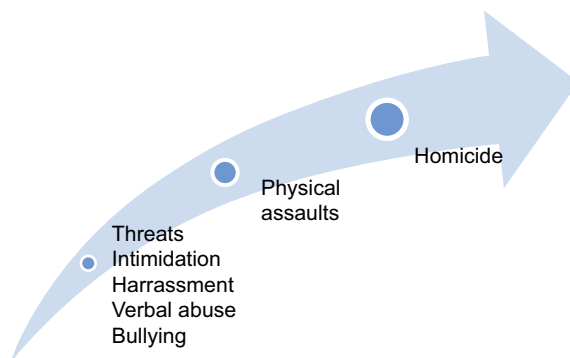 Threats
Intimidation
Harrassment
Verbal abuse
Bullying
Physical
assaults
Homicide